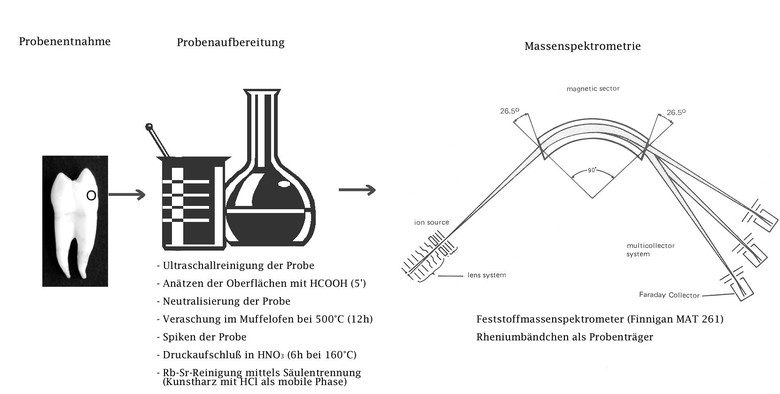 Probenentnahme
Probenaufbereitung
Massenspektrometrie
magnetic sector
26.5°
26.5°
90°
ion source
lens system
multicollector
system
Faraday Collector
- Ultraschallreinigung der Probe
- Anätzen der Oberflächen mit HCOOH (5')
- Neutralisierung der Probe
- Veraschung im Muffelofen bei 500°C (12h)
- Spiken der Probe
- Druckaufschluß in HNO₃ (6h bei 160°C)
- Rb-Sr-Reinigung mittels Säulentrennung
(Kunstharz mit HCl als mobile Phase)
Feststoffmassenspektrometer (Finnigan MAT 261)
Rheniumbändchen als Probenträger